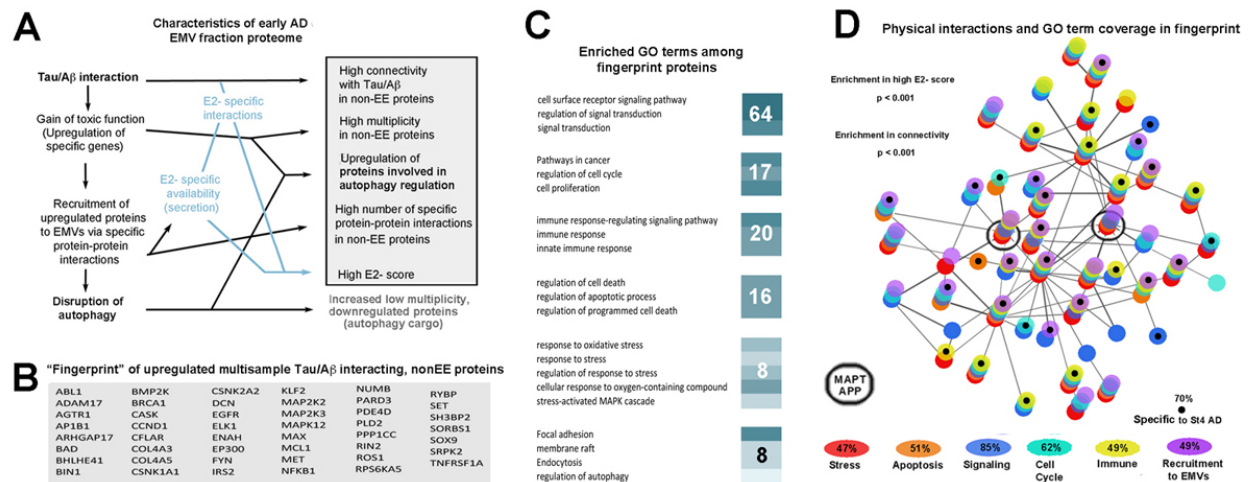 A
Characteristics of early AD
EMV fraction proteome
Tau/Aβ interaction
Gain of toxic function
(Upregulation of
specific genes)
Recruitment of
upregulated proteins
to EMVs via specific
protein-protein
interactions
Disruption of
autophagy
E2- specific
interactions
E2- specific
availability
(secretion)
High connectivity
with Tau/Aβ
in non-EE proteins
High multiplicity
in non-EE proteins
Upregulation of
proteins involved in
autophagy regulation
High number of specific
protein-protein interactions
in non-EE proteins
High E2- score
Increased low multiplicity,
downregulated proteins
(autophagy cargo)
B
"Fingerprint" of upregulated multisample Tau/Aβ interacting, nonEE proteins
ABL1
ADAM17
AGTR1
AP1B1
ARHGAP17
BAD
BHLHE41
BIN1
BMP2K
BRCA1
CASK
CCND1
CFLAR
COL4A3
COL4A5
CSNK1A1
CSNK2A2
DCN
EGFR
ELK1
ENAH
EP300
FYN
IRS2
KLF2
MAP2K2
MAP2K3
MAPK12
MAX
MCL1
MET
NFKB1
NUMB
PARD3
PDE4D
PLD2
PPP1CC
RIN2
ROS1
RPS6KA5
RYBP
SET
SH3BP2
SORBS1
SOX9
SRPK2
TNFRSF1A
C
Enriched GO terms among
fingerprint proteins
cell surface receptor signaling pathway
regulation of signal transduction
signal transduction
64
Pathways in cancer
regulation of cell cycle
cell proliferation
17
immune response-regulating signaling pathway
immune response
innate immune response
20
regulation of cell death
regulation of apoptotic process
regulation of programmed cell death
16
response to oxidative stress
response to stress
regulation of response to stress
cellular response to oxygen-containing compound
stress-activated MAPK cascade
8
Focal adhesion
membrane raft
Endocytosis
regulation of autophagy
8
D
Physical interactions and GO term coverage in fingerprint
Enrichment in high E2- score
p < 0.001
Enrichment in connectivity
p < 0.001
MAPT
APP
70%
Specific to St4 AD
47%
Stress
51%
Apoptosis
85%
Signaling
62%
Cell
Cycle
49%
Immune
49%
Recruitment
to EMVs